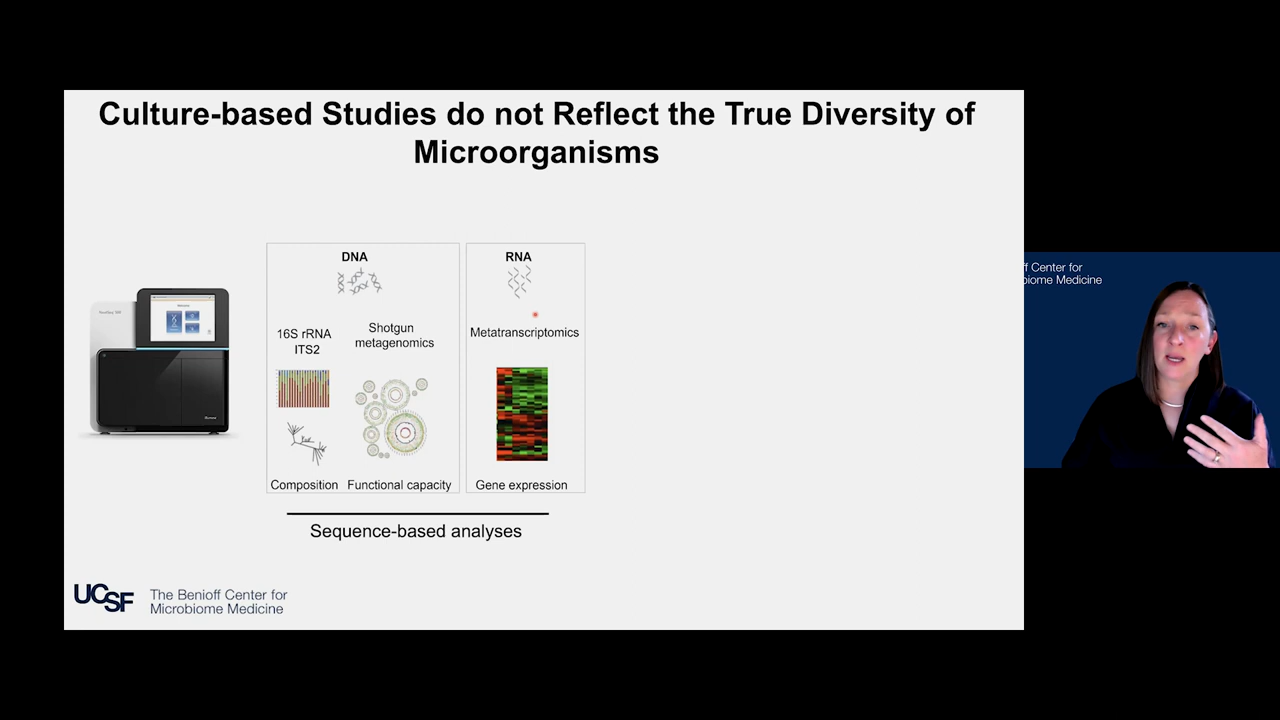 Culture-based Studies do not Reflect the True Diversity of
Microorganisms
DNA
RNA
16S rRNA
ITS2
Shotgun
metagenomics
Metatranscriptomics
Composition
Functional capacity
Gene expression
Sequence-based analyses
UCSF
The Benioff Center for
Microbiome Medicine
ff Center for
biome Medicine